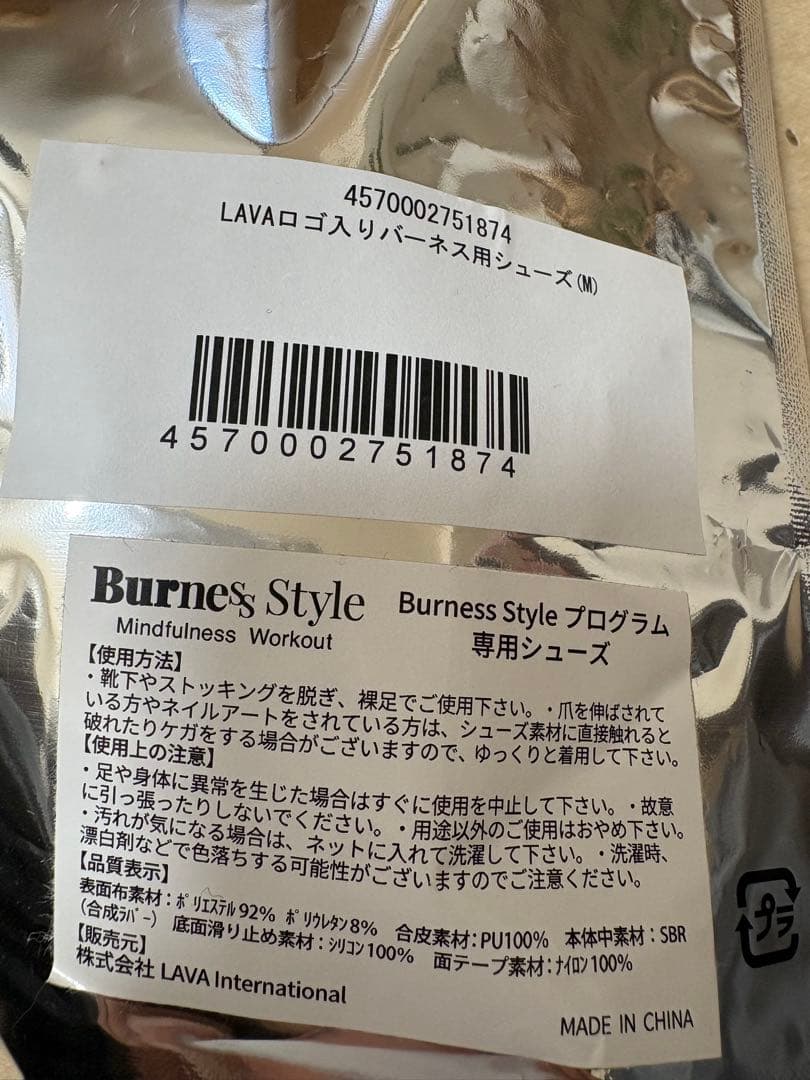 4570002751874
LAVAロゴ入りバーネス用シューズ(M)
4570002751874
Burness Style
Mindfulness Workout
Burness Style プログラム
専用シューズ
【使用方法】
・靴下やストッキングを脱ぎ、裸足でご使用下さい。・爪を伸ばされて
いる方やネイルアートをされている方は、シューズ素材に直接触れると
破れたりケガをする場合がございますので、ゆっくりと着用して下さい。
【使用上の注意】
・足や身体に異常を生じた場合はすぐに使用を中止して下さい。・故意
に引っ張ったりしないでください。・用途以外のご使用はおやめ下さい。
・汚れが気になる場合は、ネットに入れて洗濯して下さい。・洗濯時、
漂白剤などで色落ちする可能性がございますのでご注意ください。
【品質表示】
表面布素材：ﾎﾟﾘｴｽﾃﾙ92% ﾎﾟﾘｳﾚﾀﾝ8% 合皮素材：PU100% 本体中素材：SBR
(合成ﾗﾊﾞｰ) 底面滑り止め素材：ｼﾘｺﾝ100% 面テープ素材：ﾅｲﾛﾝ100%
【販売元】
株式会社 LAVA International
MADE IN CHINA
プラ